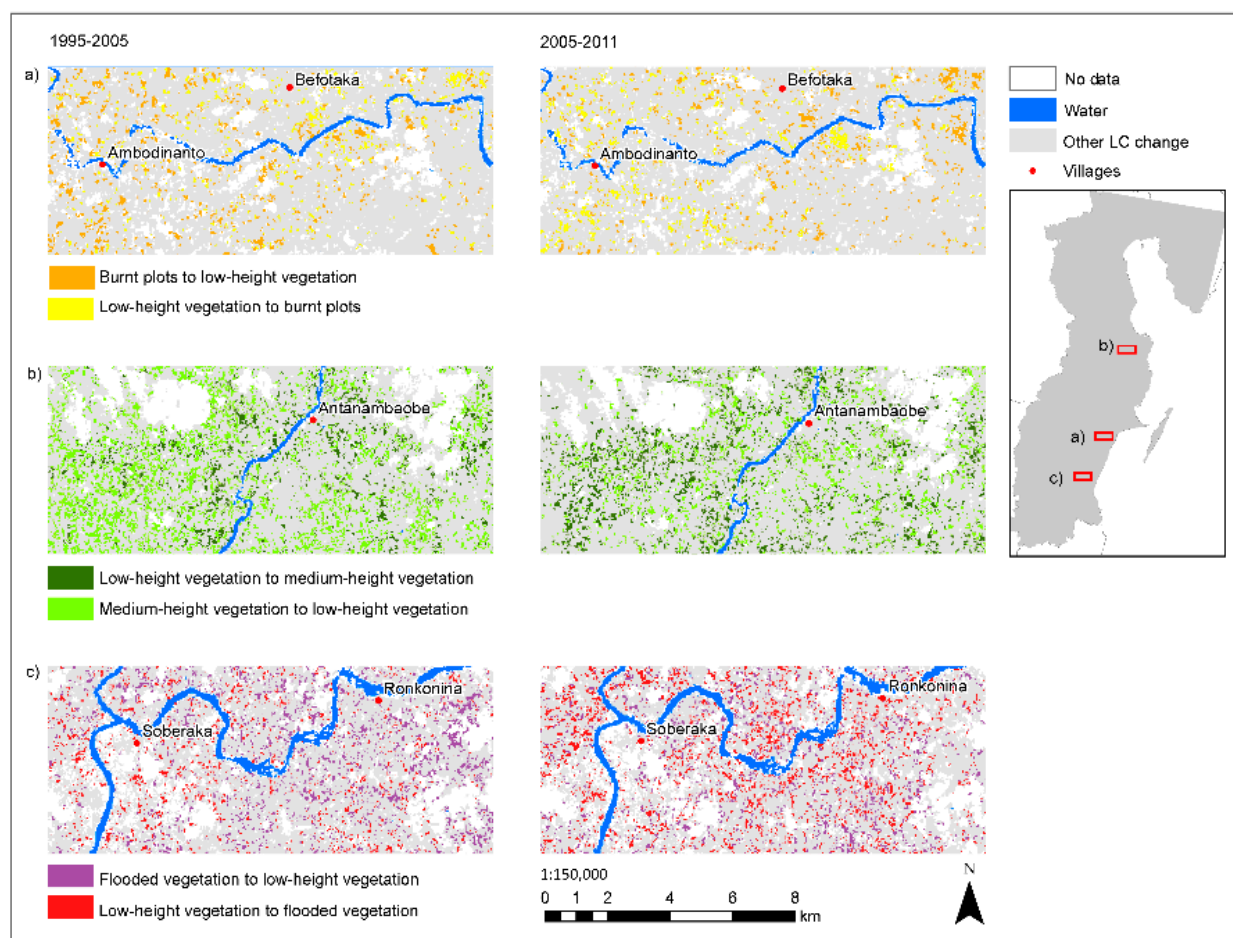 1995-2005
2005-2011
a)
Befotaka
Ambodinanto
Befotaka
Ambodinanto
No data
Water
Other LC change
Villages
Burnt plots to low-height vegetation
Low-height vegetation to burnt plots
b)
Antanambaobe
Antanambaobe
b)
a)
c)
Low-height vegetation to medium-height vegetation
Medium-height vegetation to low-height vegetation
c)
Ronkonina
Soberaka
Ronkonina
Soberaka
Flooded vegetation to low-height vegetation
Low-height vegetation to flooded vegetation
1:150,000
0 1 2 4 6 8
km
N